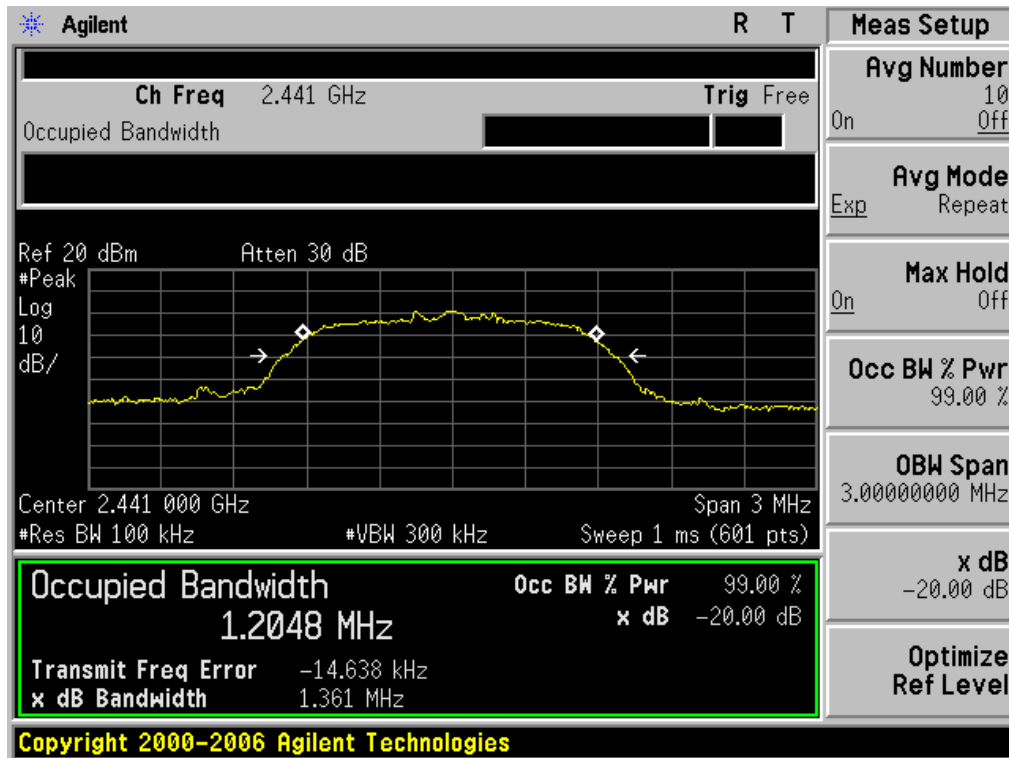 Agilent R T
Ch Freq 2.441 GHz Trig Free
Occupied Bandwidth
Ref 20 dBm Atten 30 dB
#Peak
Log
10
dB/
Center 2.441 000 GHz Span 3 MHz
#Res BW 100 kHz #VBW 300 kHz Sweep 1 ms (601 pts)
Occupied Bandwidth Occ BW % Pwr 99.00 %
1.2048 MHz x dB -20.00 dB
Transmit Freq Error -14.638 kHz
x dB Bandwidth 1.361 MHz
Copyright 2000-2006 Agilent Technologies
Meas Setup
Avg Number
10
On Off
Avg Mode
Exp Repeat
Max Hold
On Off
Occ BW % Pwr
99.00 %
OBW Span
3.00000000 MHz
x dB
-20.00 dB
Optimize
Ref Level